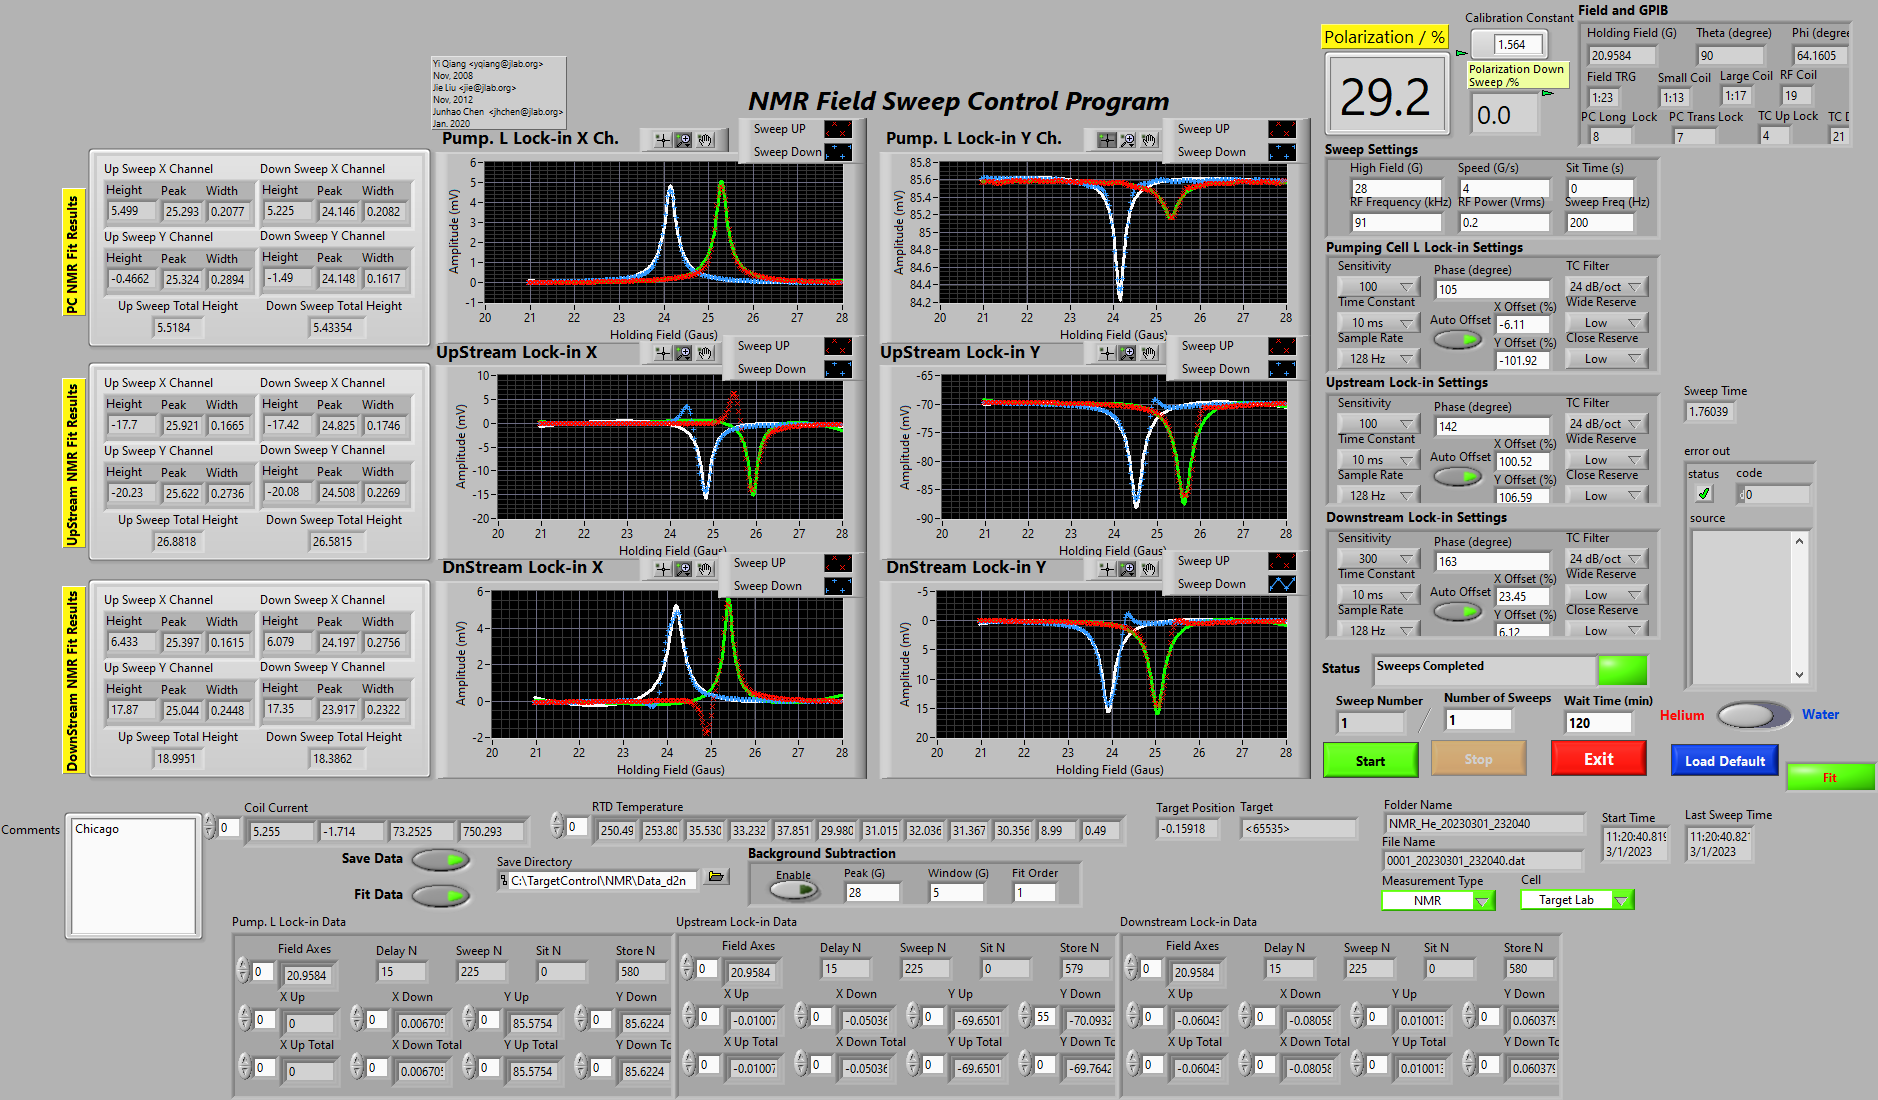 NMR Field Sweep Control Program
Yi Qiang <yqiang@jlab.org>
Nov, 2008
Jie Liu <jie@jlab.org>
Nov, 2012
Junhao Chen <jhchen@jlab.org>
Jan. 2020
Polarization / %
29.2
Calibration Constant
1.564
Polarization Down Sweep /%
0.0
Field and GPIB
Holding Field (G) Theta (degree) Phi (degree
20.9584 90 64.1605
Field TRG Small Coil Large Coil RF Coil
1:23 1:13 1:17 19
PC Long Lock PC Trans Lock TC Up Lock TC D
8 7 4 21
PC NMR Fit Results
Up Sweep X Channel Down Sweep X Channel
Height Peak Width Height Peak Width
5.499 25.293 0.2077 5.225 24.146 0.2082
Up Sweep Y Channel Down Sweep Y Channel
Height Peak Width Height Peak Width
-0.4662 25.324 0.2894 -1.49 24.148 0.1617
Up Sweep Total Height Down Sweep Total Height
5.5184 5.43354
UpStream NMR Fit Results
Up Sweep X Channel Down Sweep X Channel
Height Peak Width Height Peak Width
-17.7 25.921 0.1665 -17.42 24.825 0.1746
Up Sweep Y Channel Down Sweep Y Channel
Height Peak Width Height Peak Width
-20.23 25.622 0.2736 -20.08 24.508 0.2269
Up Sweep Total Height Down Sweep Total Height
26.8818 26.5815
DownStream NMR Fit Results
Up Sweep X Channel Down Sweep X Channel
Height Peak Width Height Peak Width
6.433 25.397 0.1615 6.079 24.197 0.2756
Up Sweep Y Channel Down Sweep Y Channel
Height Peak Width Height Peak Width
17.87 25.044 0.2448 17.35 23.917 0.2322
Up Sweep Total Height Down Sweep Total Height
18.9951 18.3862
Pump. L Lock-in X Ch.
Sweep UP
Sweep Down
Amplitude (mV)
6
5
4
3
2
1
0
-1
20 21 22 23 24 25 26 27 28
Holding Field (Gaus)
Pump. L Lock-in Y Ch.
Sweep UP
Sweep Down
Amplitude (mV)
85.8
85.6
85.4
85.2
85
84.8
84.6
84.4
84.2
20 21 22 23 24 25 26 27 28
Holding Field (Gaus)
UpStream Lock-in X
Sweep UP
Sweep Down
Amplitude (mV)
10
5
0
-5
-10
-15
-20
20 21 22 23 24 25 26 27 28
Holding Field (Gaus)
UpStream Lock-in Y
Sweep UP
Sweep Down
Amplitude (mV)
-65
-70
-75
-80
-85
-90
20 21 22 23 24 25 26 27 28
Holding Field (Gaus)
DnStream Lock-in X
Sweep UP
Sweep Down
Amplitude (mV)
6
4
2
0
-2
20 21 22 23 24 25 26 27 28
Holding Field (Gaus)
DnStream Lock-in Y
Sweep UP
Sweep Down
Amplitude (mV)
-5
0
5
10
15
20
20 21 22 23 24 25 26 27 28
Holding Field (Gaus)
Sweep Settings
High Field (G) Speed (G/s) Sit Time (s)
28 4 0
RF Frequency (kHz) RF Power (Vrms) Sweep Freq (Hz)
91 0.2 200
Pumping Cell L Lock-in Settings
Sensitivity Phase (degree) TC Filter
100 105 24 dB/oct
Time Constant X Offset (%) Wide Reserve
10 ms Auto Offset -6.11 Low
Sample Rate Y Offset (%) Close Reserve
128 Hz -101.92 Low
Upstream Lock-in Settings
Sensitivity Phase (degree) TC Filter
100 142 24 dB/oct
Time Constant X Offset (%) Wide Reserve
10 ms Auto Offset 100.52 Low
Sample Rate Y Offset (%) Close Reserve
128 Hz 106.59 Low
Downstream Lock-in Settings
Sensitivity Phase (degree) TC Filter
300 163 24 dB/oct
Time Constant X Offset (%) Wide Reserve
10 ms Auto Offset 23.45 Low
Sample Rate Y Offset (%) Close Reserve
128 Hz 6.12 Low
Sweep Time
1.76039
error out
status code
0
source
Status Sweeps Completed
Sweep Number Number of Sweeps Wait Time (min)
1 / 1 120
Helium Water
Start Stop Exit Load Default Fit
Comments
Chicago
Coil Current
0 5.255 -1.714 73.2525 750.293
RTD Temperature
0 250.49 253.80 35.530 33.232 37.851 29.980 31.015 32.036 31.367 30.356 8.99 0.49
Target Position Target
-0.15918 <65535>
Save Data
Fit Data
Save Directory
C:\TargetControl\NMR\Data_d2n
Background Subtraction
Enable Peak (G) Window (G) Fit Order
28 5 1
Folder Name
NMR_He_20230301_232040
File Name
0001_20230301_232040.dat
Measurement Type Cell
NMR Target Lab
Start Time Last Sweep Time
11:20:40.819 11:20:40.82
3/1/2023 3/1/2023
Pump. L Lock-in Data
Field Axes Delay N Sweep N Sit N Store N
0 20.9584 15 225 0 580
X Up X Down Y Up Y Down
0 0 0 0.006705 0 85.5754 0 85.6224
X Up Total X Down Total Y Up Total Y Down To
0 0 0 0.006705 0 85.5754 0 85.6224
Upstream Lock-in Data
Field Axes Delay N Sweep N Sit N Store N
0 20.9584 15 225 0 579
X Up X Down Y Up Y Down
0 -0.01007 0 -0.05036 0 -69.6501 55 -70.0932
X Up Total X Down Total Y Up Total Y Down Tc
0 -0.01007 0 -0.05036 0 -69.6501 0 -69.7642
Downstream Lock-in Data
Field Axes Delay N Sweep N Sit N Store N
0 20.9584 15 225 0 580
X Up X Down Y Up Y Down
0 -0.06043 0 -0.08058 0 0.010013 0 0.060379
X Up Total X Down Total Y Up Total Y Down Tc
0 -0.06043 0 -0.08058 0 0.010013 0 0.060379